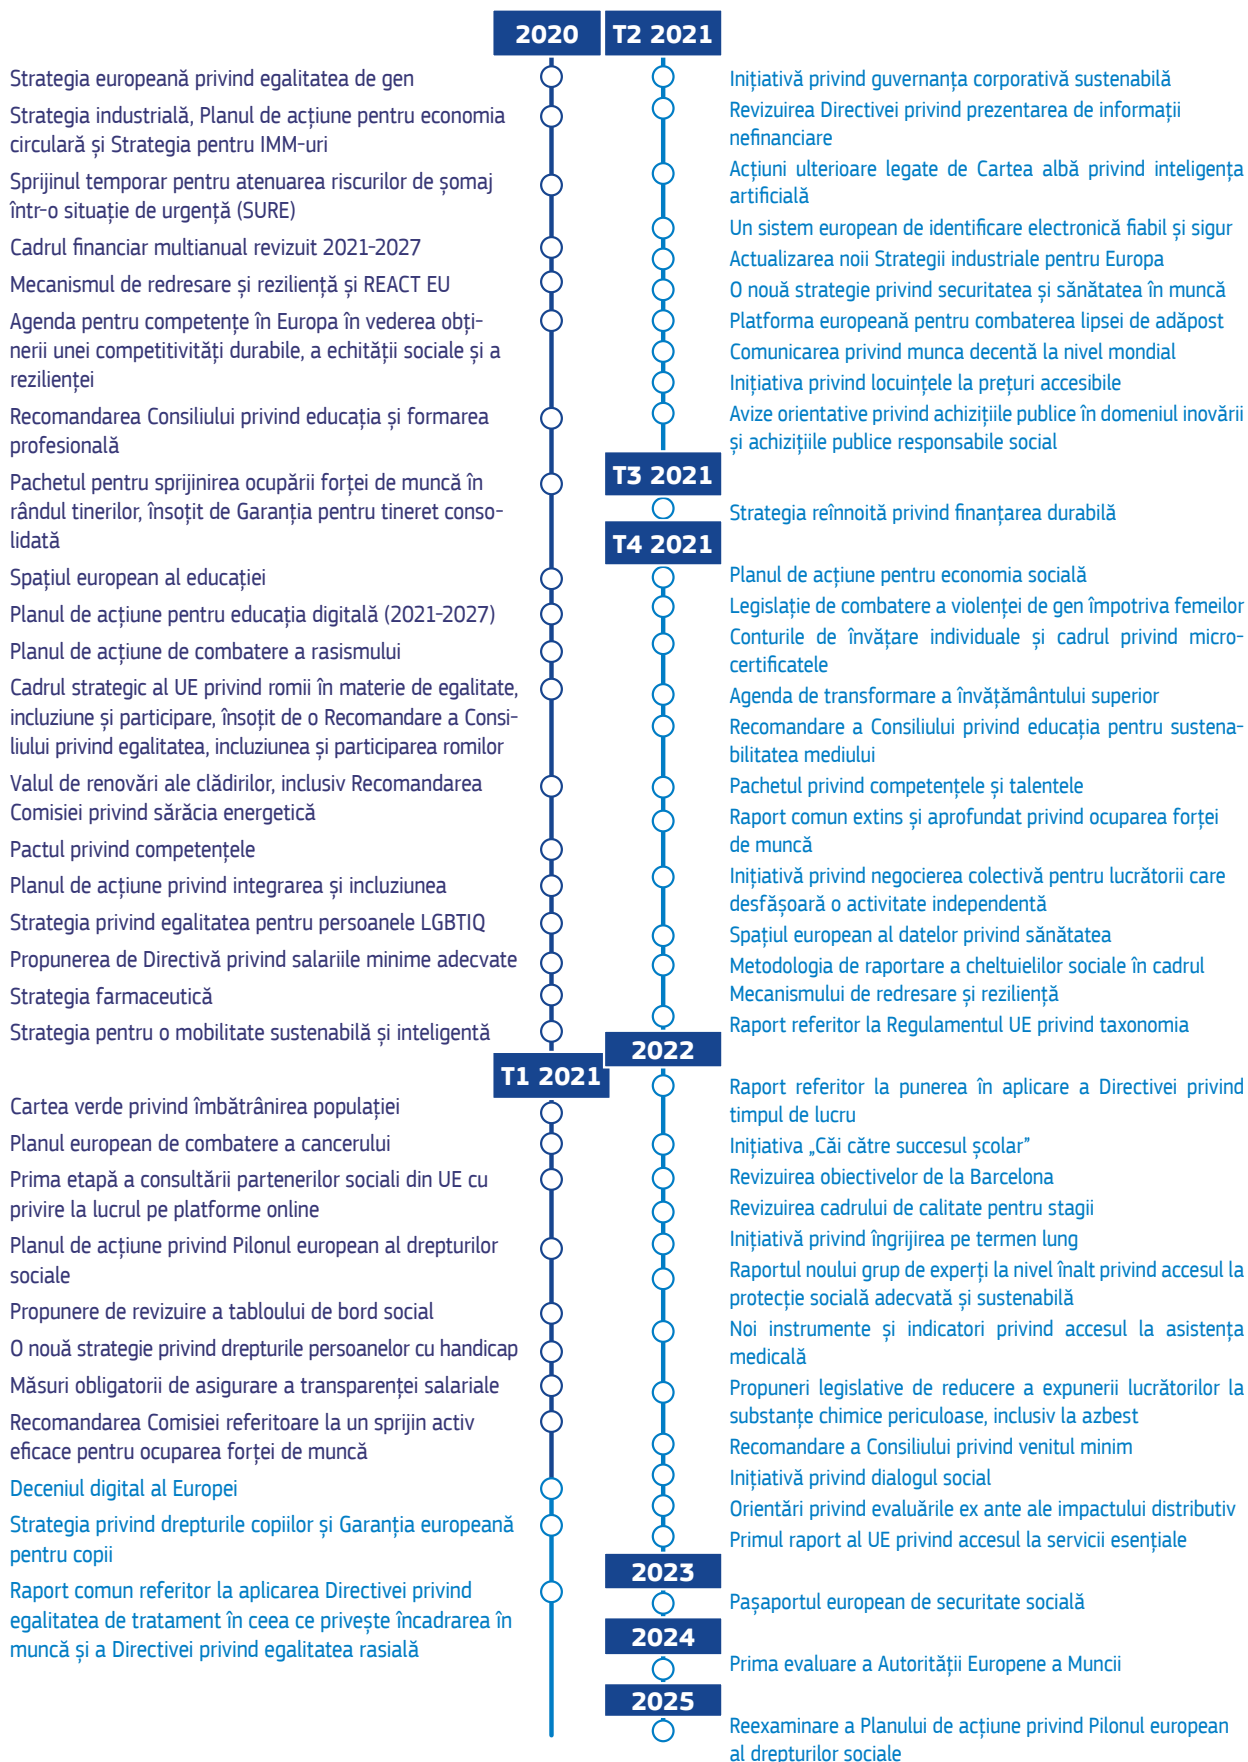 2020
Strategia europeană privind egalitatea de gen
Strategia industrială, Planul de acțiune pentru economia
circulară și Strategia pentru IMM-uri
Sprijinul temporar pentru atenuarea riscurilor de șomaj
într-o situație de urgență (SURE)
Cadrul financiar multianual revizuit 2021-2027
Mecanismul de redresare și reziliență și REACT EU
Agenda pentru competențe în Europa în vederea obți-
nerii unei competitivități durabile, a echității sociale și a
rezilienței
Recomandarea Consiliului privind educația și formarea
profesională
Pachetul pentru sprijinirea ocupării forței de muncă în
rândul tinerilor, însoțit de Garanția pentru tineret conso-
lidată
Spațiul european al educației
Planul de acțiune pentru educația digitală (2021-2027)
Planul de acțiune de combatere a rasismului
Cadrul strategic al UE privind romii în materie de egalitate,
incluziune și participare, însoțit de o Recomandare a Consi-
liului privind egalitatea, incluziunea și participarea romilor
Valul de renovări ale clădirilor, inclusiv Recomandarea
Comisiei privind sărăcia energetică
Pactul privind competențele
Planul de acțiune privind integrarea și incluziunea
Strategia privind egalitatea pentru persoanele LGBTIQ
Propunerea de Directivă privind salariile minime adecvate
Strategia farmaceutică
Strategia pentru o mobilitate sustenabilă și inteligentă
T1 2021
Cartea verde privind îmbătrânirea populației
Planul european de combatere a cancerului
Prima etapă a consultării partenerilor sociali din UE cu
privire la lucrul pe platforme online
Planul de acțiune privind Pilonul european al drepturilor
sociale
Propunere de revizuire a tabloului de bord social
O nouă strategie privind drepturile persoanelor cu handicap
Măsuri obligatorii de asigurare a transparenței salariale
Recomandarea Comisiei referitoare la un sprijin activ
eficace pentru ocuparea forței de muncă
Deceniul digital al Europei
Strategia privind drepturile copiilor și Garanția europeană
pentru copii
Raport comun referitor la aplicarea Directivei privind
egalitatea de tratament în ceea ce privește încadrarea în
muncă și a Directivei privind egalitatea rasială
T2 2021
Inițiativă privind guvernanța corporativă sustenabilă
Revizuirea Directivei privind prezentarea de informații
nefinanciare
Acțiuni ulterioare legate de Cartea albă privind inteligența
artificială
Un sistem european de identificare electronică fiabil și sigur
Actualizarea noii Strategii industriale pentru Europa
O nouă strategie privind securitatea și sănătatea în muncă
Platforma europeană pentru combaterea lipsei de adăpost
Comunicarea privind munca decentă la nivel mondial
Inițiativa privind locuințele la prețuri accesibile
Avize orientative privind achizițiile publice în domeniul inovării
și achizițiile publice responsabile social
T3 2021
Strategia reînnoită privind finanțarea durabilă
T4 2021
Planul de acțiune pentru economia socială
Legislație de combatere a violenței de gen împotriva femeilor
Conturile de învățare individuale și cadrul privind micro-
certificatele
Agenda de transformare a învățământului superior
Recomandare a Consiliului privind educația pentru sustena-
bilitatea mediului
Pachetul privind competențele și talentele
Raport comun extins și aprofundat privind ocuparea forței
de muncă
Inițiativă privind negocierea colectivă pentru lucrătorii care
desfășoară o activitate independentă
Spațiul european al datelor privind sănătatea
Metodologia de raportare a cheltuielilor sociale în cadrul
Mecanismului de redresare și reziliență
Raport referitor la Regulamentul UE privind taxonomia
2022
Raport referitor la punerea în aplicare a Directivei privind
timpul de lucru
Inițiativa „Căi către succesul școlar”
Revizuirea obiectivelor de la Barcelona
Revizuirea cadrului de calitate pentru stagii
Inițiativă privind îngrijirea pe termen lung
Raportul noului grup de experți la nivel înalt privind accesul la
protecție socială adecvată și sustenabilă
Noi instrumente și indicatori privind accesul la asistența
medicală
Propuneri legislative de reducere a expunerii lucrătorilor la
substanțe chimice periculoase, inclusiv la azbest
Recomandare a Consiliului privind venitul minim
Inițiativă privind dialogul social
Orientări privind evaluările ex ante ale impactului distributiv
Primul raport al UE privind accesul la servicii esențiale
2023
Pașaportul european de securitate socială
2024
Prima evaluare a Autorității Europene a Muncii
2025
Reexaminare a Planului de acțiune privind Pilonul european
al drepturilor sociale